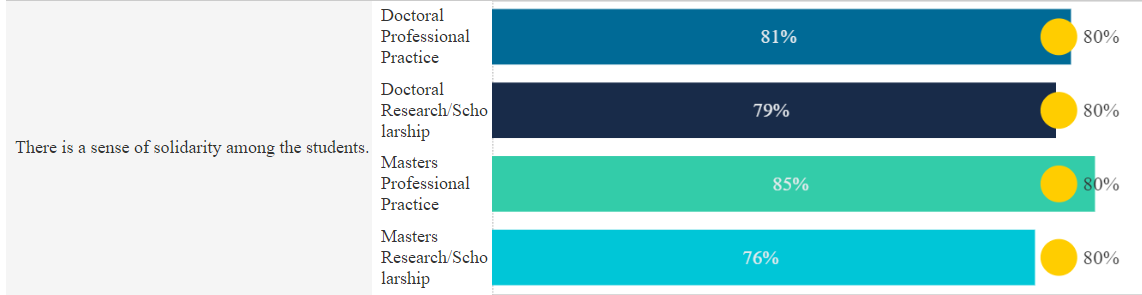 There is a sense of solidarity among the students.
Doctoral
Professional
Practice
81%
80%
Doctoral
Research/Scho
larship
79%
80%
Masters
Professional
Practice
85%
80%
Masters
Research/Scho
larship
76%
80%